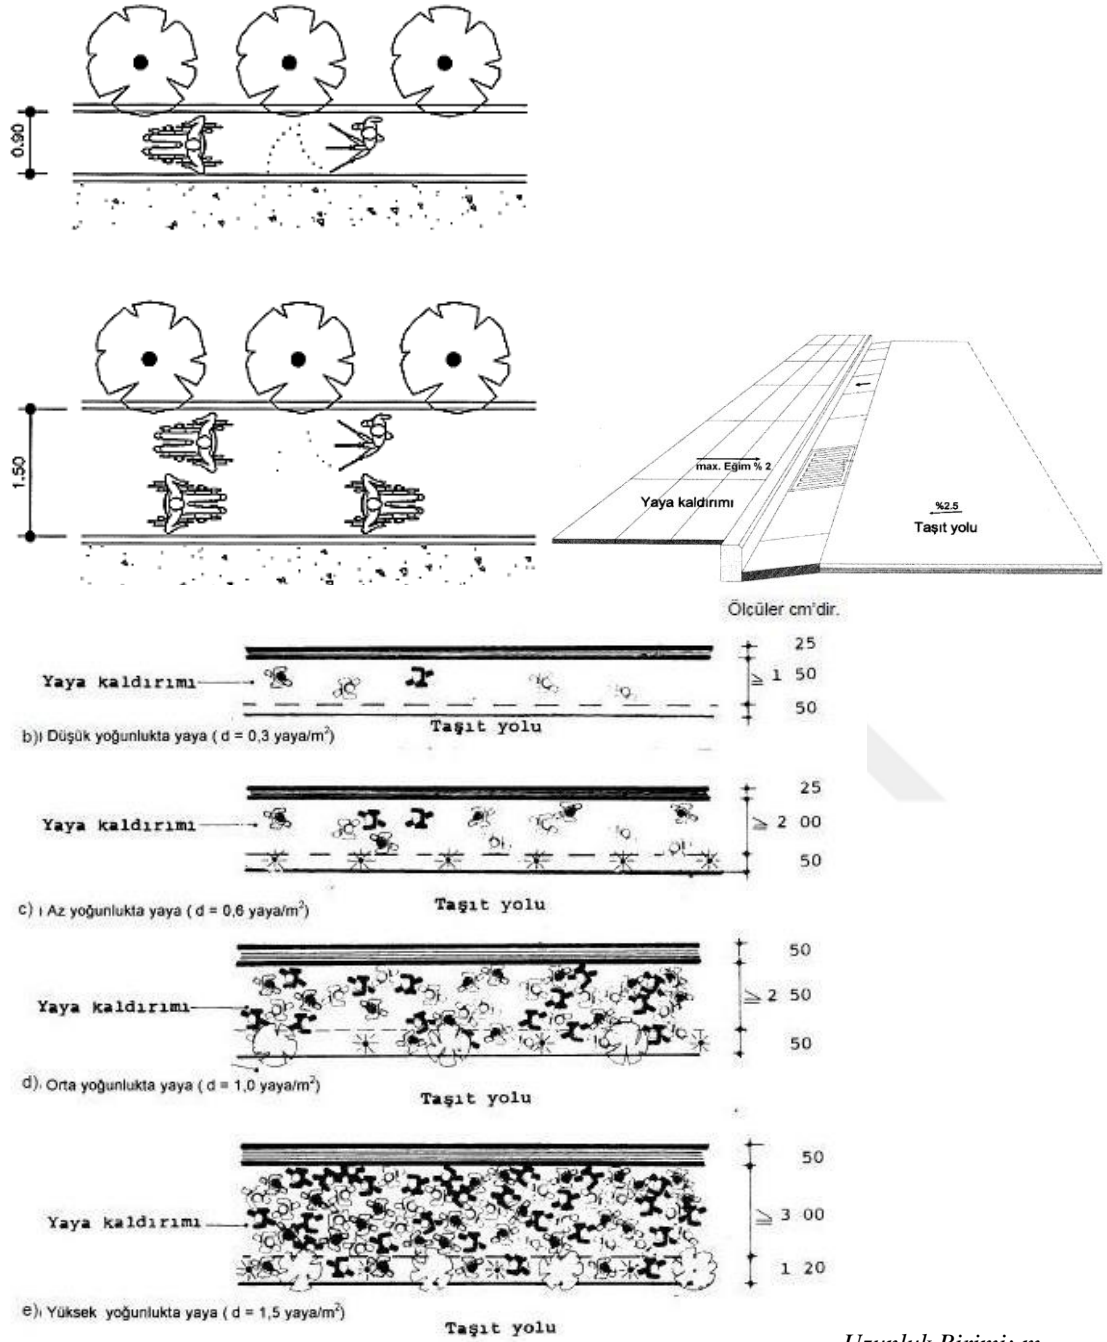 0.90
1.50
max. Eğim % 2
Yaya kaldırımı
%2.5
Taşıt yolu
Ölçüler cm'dir.
25
Yaya kaldırımı
≧ 1 50
50
Taşıt yolu
b)ı Düşük yoğunlukta yaya ( d = 0,3 yaya/m²)
25
Yaya kaldırımı
≧ 2 00
50
Taşıt yolu
c) ı Az yoğunlukta yaya ( d = 0,6 yaya/m²)
50
Yaya kaldırımı
≧ 2 50
50
d)ı Orta yoğunlukta yaya ( d = 1,0 yaya/m²)
Taşıt yolu
50
Yaya kaldırımı
≧ 3 00
1 20
e)ı Yüksek yoğunlukta yaya ( d = 1,5 yaya/m²)
Taşıt yolu